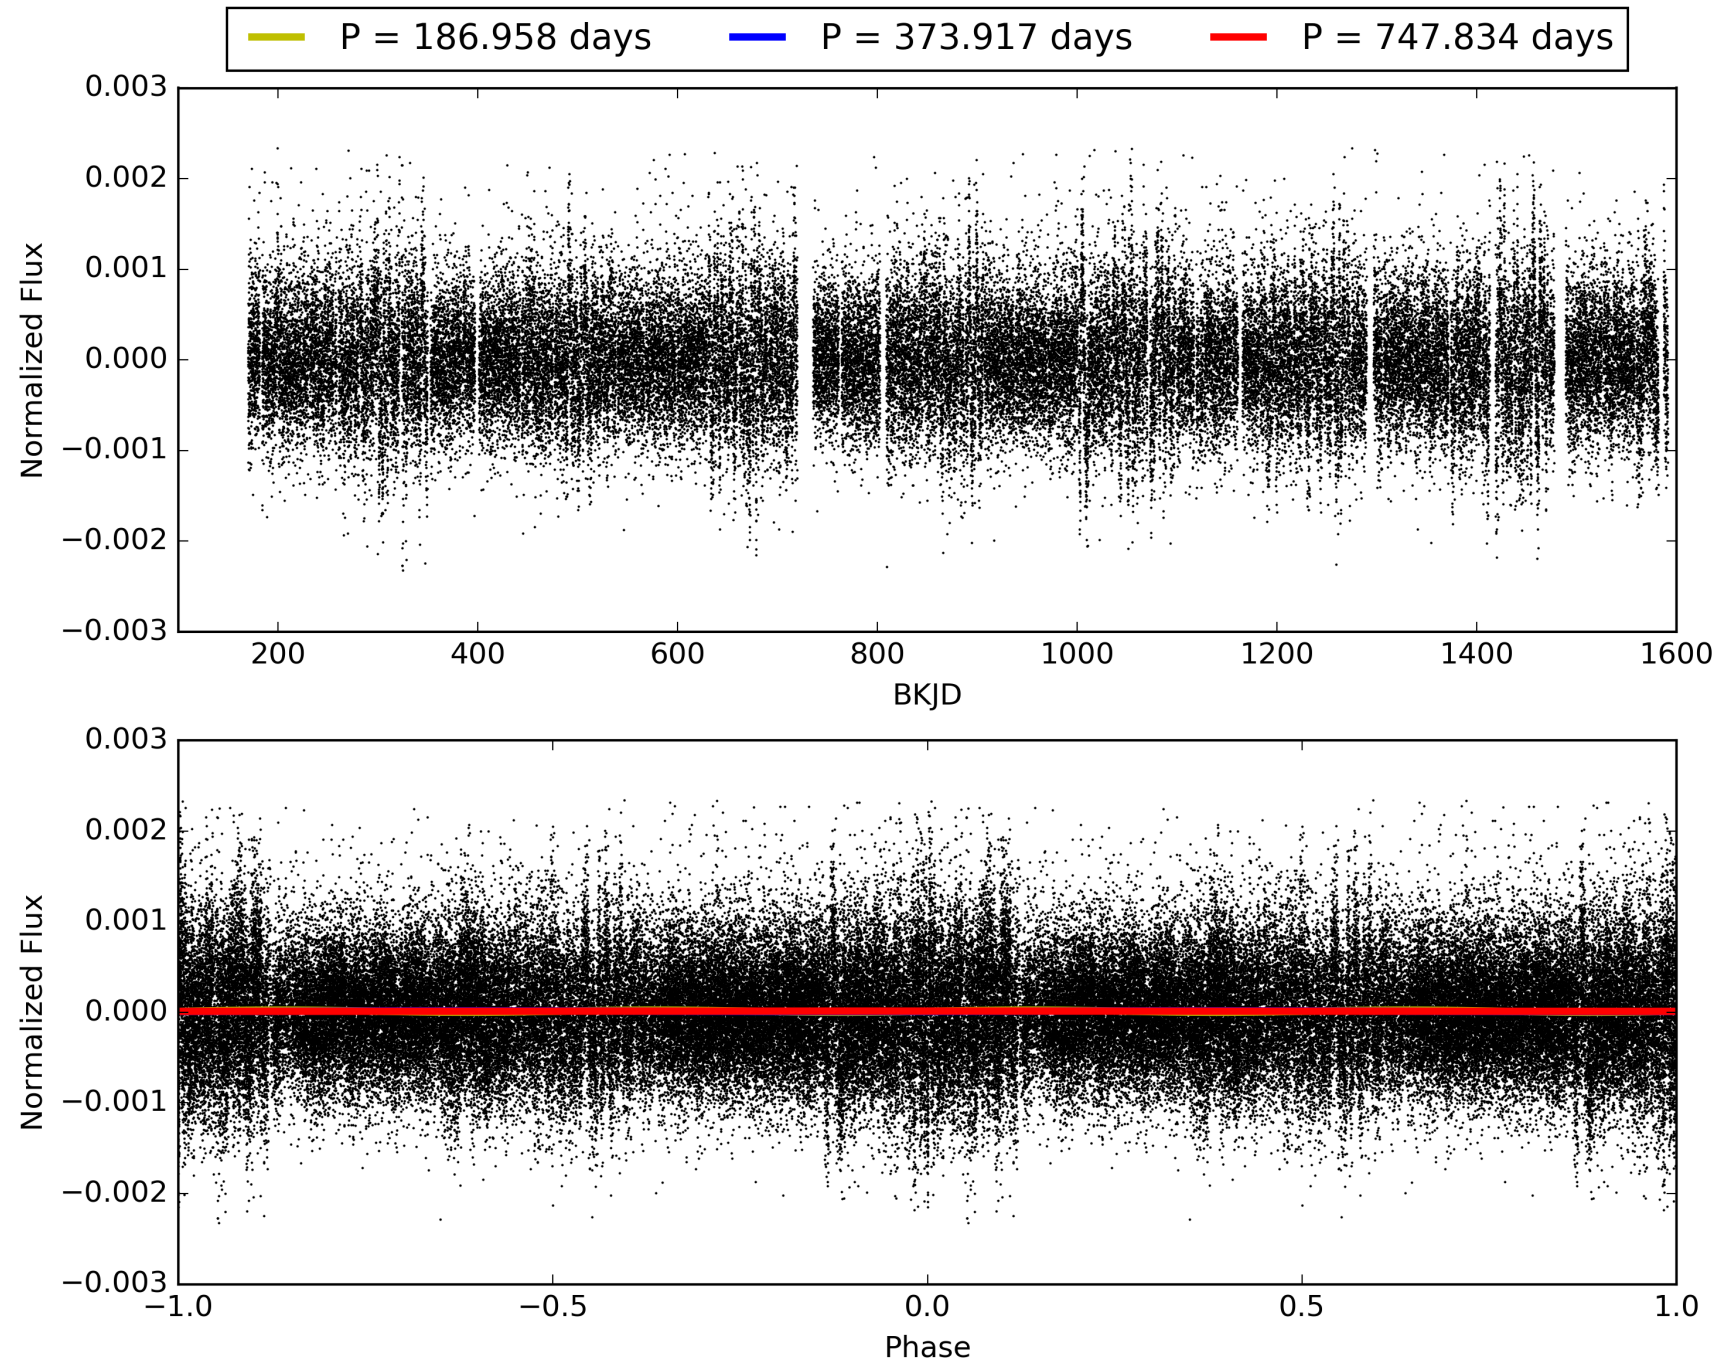 P = 186.958 days P = 373.917 days P = 747.834 days
0.003
0.002
0.001
0.000
−0.001
−0.002
−0.003
Normalized Flux
200 400 600 800 1000 1200 1400 1600
BKJD
0.003
0.002
0.001
0.000
−0.001
−0.002
−0.003
Normalized Flux
−1.0 −0.5 0.0 0.5 1.0
Phase